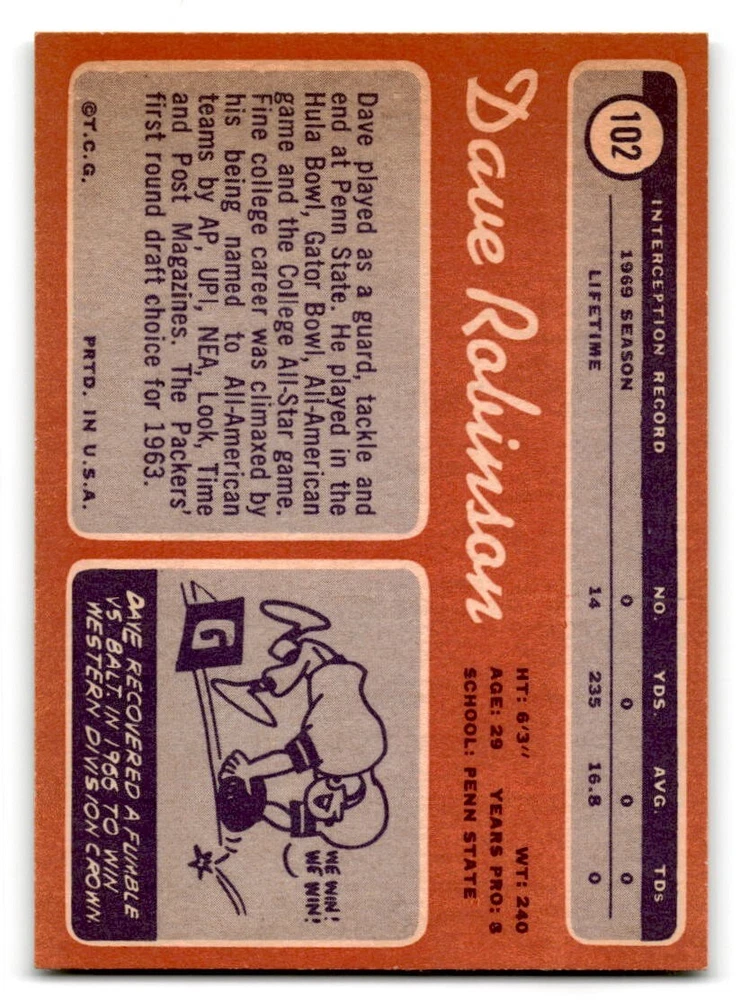 102
INTERCEPTION RECORD NO. YDS. AVG. TDs
1969 SEASON 0 0 0 0
LIFETIME 14 235 16.8 0
Dave Robinson
HT: 6'3" WT: 240
AGE: 29 YEARS PRO: 8
SCHOOL: PENN STATE
Dave played as a guard, tackle and
end at Penn State. He played in the
Hula Bowl, Gator Bowl, All-American
game and the College All-Star game.
Fine college career was climaxed by
his being named to All-American
teams by AP, UPI, NEA, Look, Time
and Post Magazines. The Packers'
first round draft choice for 1963.
©T.C.G. PRTD. IN U.S.A.
WE WIN!
WE WIN!
G
DAVE RECOVERED A FUMBLE
VS BALT. IN 1966 TO WIN
WESTERN DIVISION CROWN